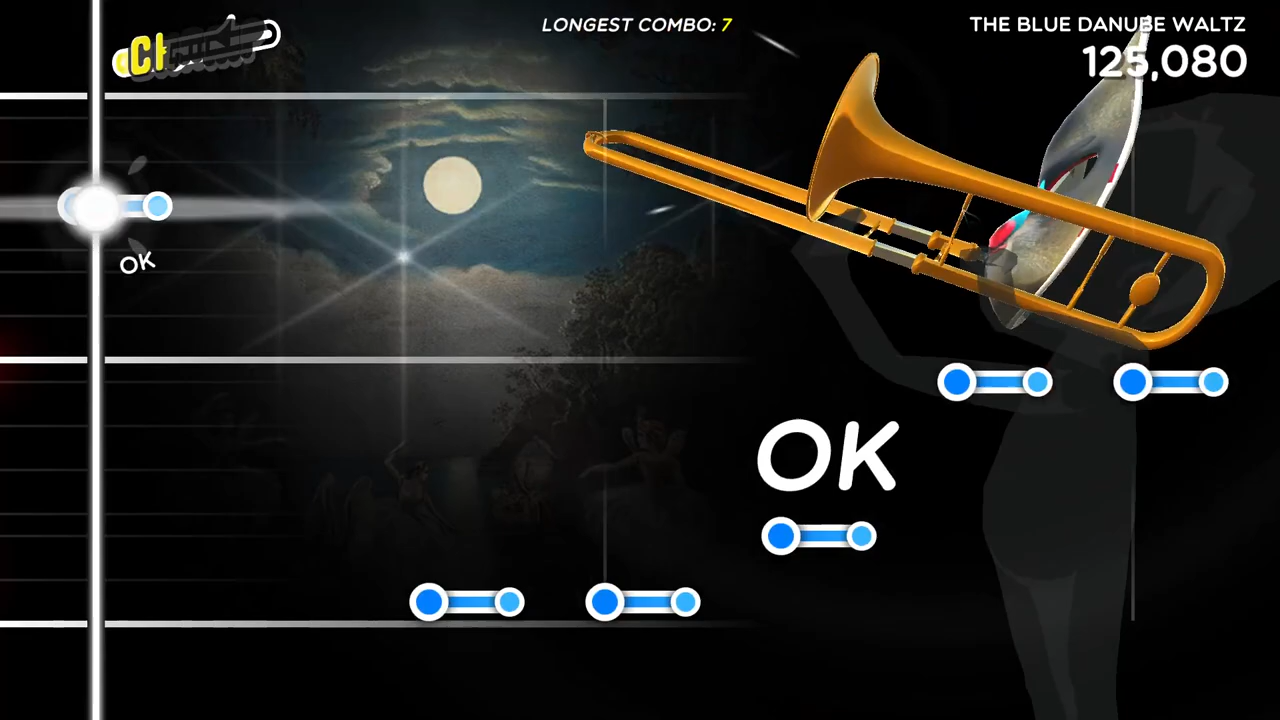 LONGEST COMBO: 7
THE BLUE DANUBE WALTZ
125,080
OK
OK